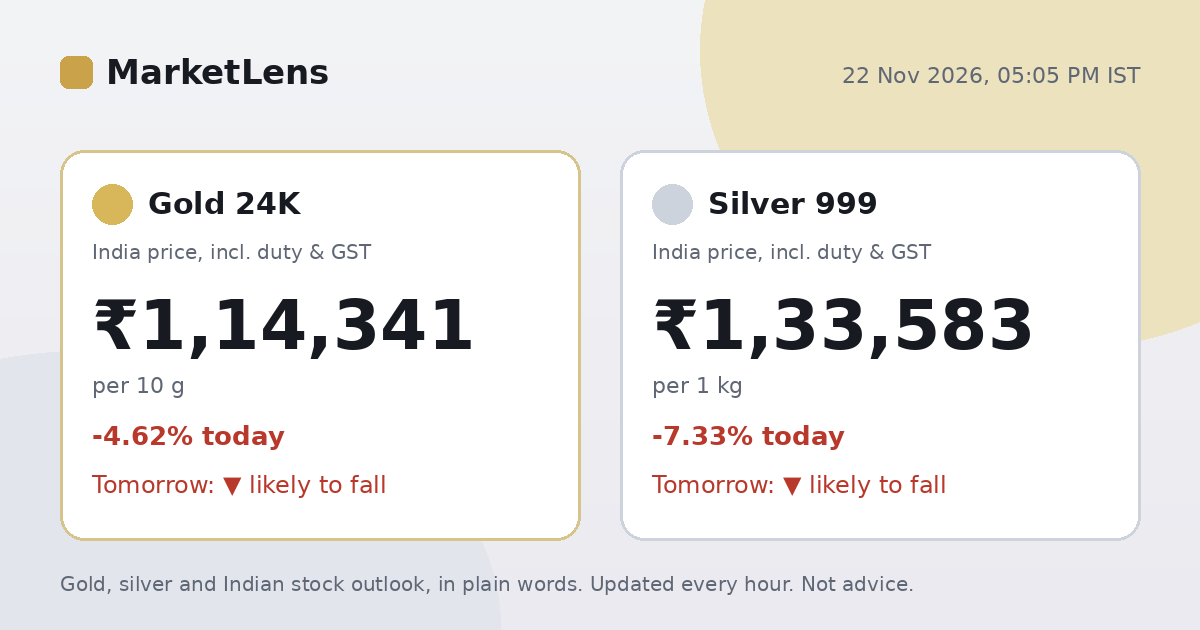 MarketLens
22 Nov 2026, 05:05 PM IST
Gold 24K
India price, incl. duty & GST
₹1,14,341
per 10 g
-4.62% today
Tomorrow: ▼ likely to fall
Silver 999
India price, incl. duty & GST
₹1,33,583
per 1 kg
-7.33% today
Tomorrow: ▼ likely to fall
Gold, silver and Indian stock outlook, in plain words. Updated every hour. Not advice.